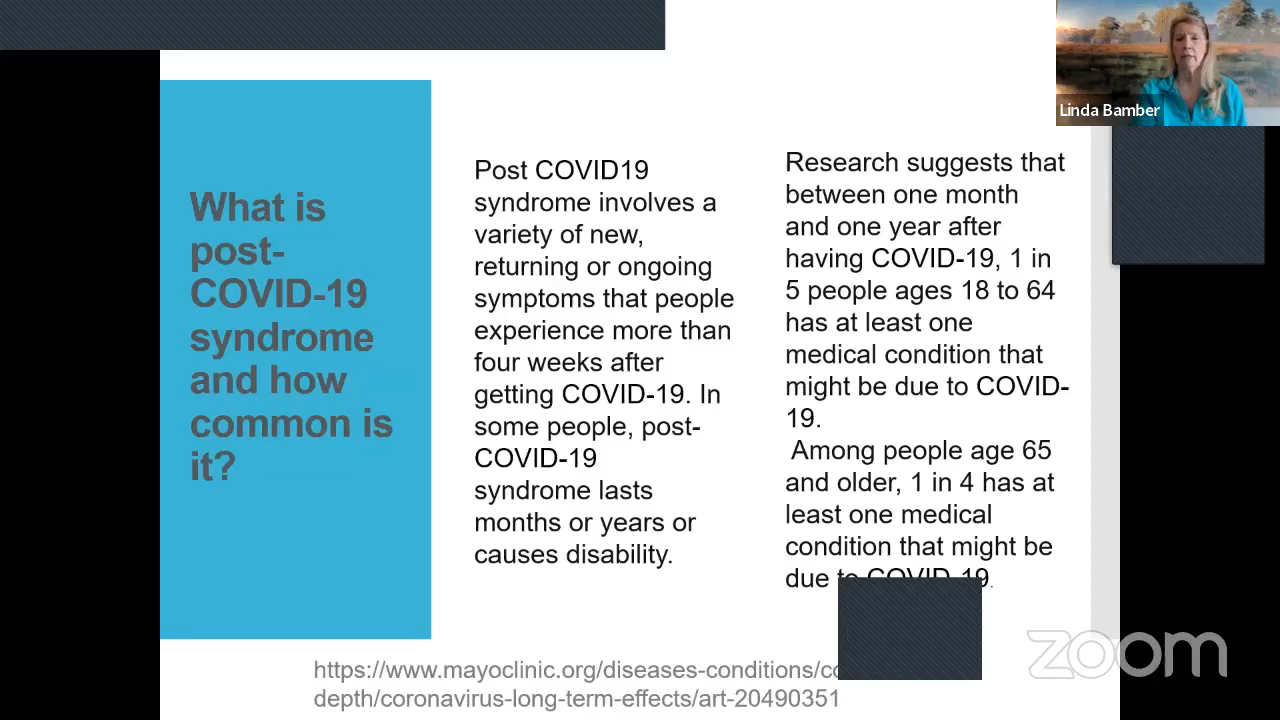 Linda Bamber
What is
post-
COVID-19
syndrome
and how
common is
it?
Post COVID19
syndrome involves a
variety of new,
returning or ongoing
symptoms that people
experience more than
four weeks after
getting COVID-19. In
some people, post-
COVID-19
syndrome lasts
months or years or
causes disability.
Research suggests that
between one month
and one year after
having COVID-19, 1 in
5 people ages 18 to 64
has at least one
medical condition that
might be due to COVID-
19.
Among people age 65
and older, 1 in 4 has at
least one medical
condition that might be
due to COVID-19.
https://www.mayoclinic.org/diseases-conditions/
depth/coronavirus-long-term-effects/art-20490351
zoom